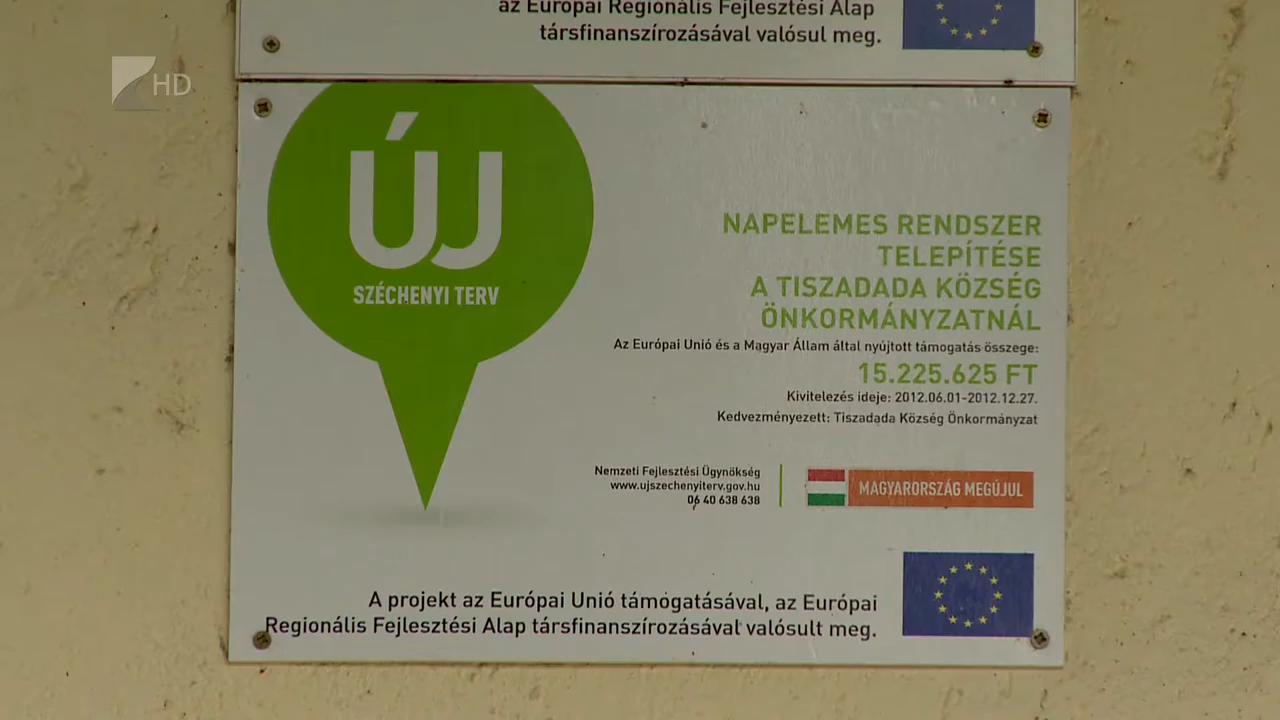 az Európai Regionális Fejlesztési Alap
társfinanszírozásával valósul meg.
HD
ÚJ
SZÉCHENYI TERV
NAPELEMES RENDSZER
TELEPÍTÉSE
A TISZADADA KÖZSÉG
ÖNKORMÁNYZATNÁL
Az Európai Unió és a Magyar Állam által nyújtott támogatás összege:
15.225.625 FT
Kivitelezés ideje: 2012.06.01-2012.12.27.
Kedvezményezett: Tiszadada Község Önkormányzat
Nemzeti Fejlesztési Ügynökség
www.ujszechenyiterv.gov.hu
06 40 638 638
MAGYARORSZÁG MEGÚJUL
A projekt az Európai Unió támogatásával, az Európai
Regionális Fejlesztési Alap társfinanszírozásával valósult meg.